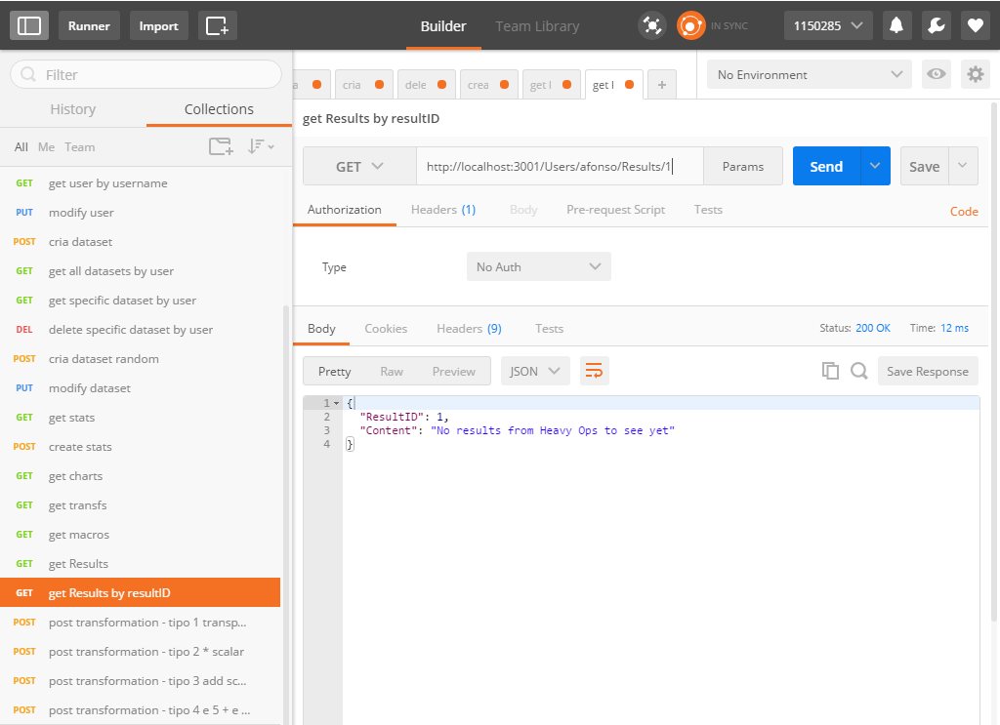 Runner Import Builder Team Library IN SYNC 1150285
Filter
History Collections
All Me Team
GET get user by username
PUT modify user
POST cria dataset
GET get all datasets by user
GET get specific dataset by user
DEL delete specific dataset by user
POST cria dataset random
PUT modify dataset
GET get stats
POST create stats
GET get charts
GET get transfs
GET get macros
GET get Results
GET get Results by resultID
POST post transformation - tipo 1 transp...
POST post transformation - tipo 2 * scalar
POST post transformation - tipo 3 add sc...
POST post transformation - tipo 4 e 5 + e ...
a cria dele crea get l get l + No Environment
get Results by resultID
GET http://localhost:3001/Users/afonso/Results/1 Params Send Save
Authorization Headers (1) Body Pre-request Script Tests Code
Type No Auth
Body Cookies Headers (9) Tests Status: 200 OK Time: 12 ms
Pretty Raw Preview JSON Save Response
1 {
2 "ResultID": 1,
3 "Content": "No results from Heavy Ops to see yet"
4 }